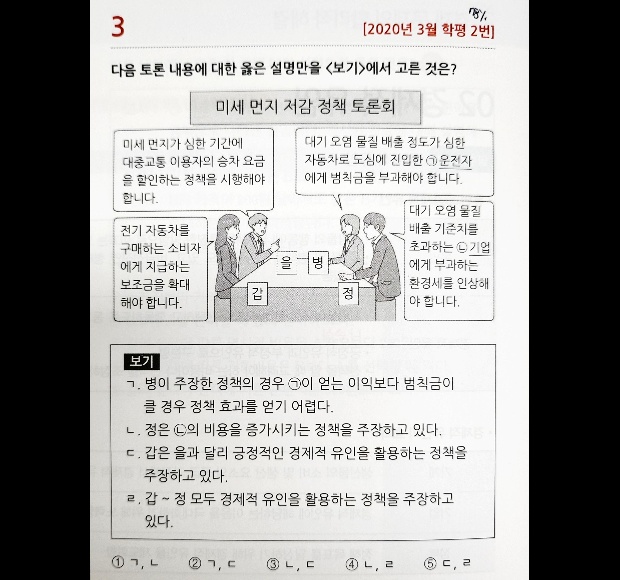 3
78%
[2020년 3월 학평 2번]
다음 토론 내용에 대한 옳은 설명만을 <보기>에서 고른 것은?
미세 먼지 저감 정책 토론회
미세 먼지가 심한 기간에
대중교통 이용자의 승차 요금
을 할인하는 정책을 시행해야
합니다.
대기 오염 물질 배출 정도가 심한
자동차로 도심에 진입한 ㉠운전자
에게 범칙금을 부과해야 합니다.
전기 자동차를
구매하는 소비자
에게 지급하는
보조금을 확대
해야 합니다.
대기 오염 물질
배출 기준치를
초과하는 ㉡기업
에게 부과하는
환경세를 인상해
야 합니다.
을 병
갑 정
보기
ㄱ. 병이 주장한 정책의 경우 ㉠이 얻는 이익보다 범칙금이
클 경우 정책 효과를 얻기 어렵다.
ㄴ. 정은 ㉡의 비용을 증가시키는 정책을 주장하고 있다.
ㄷ. 갑은 을과 달리 긍정적인 경제적 유인을 활용하는 정책을
주장하고 있다.
ㄹ. 갑 ~ 정 모두 경제적 유인을 활용하는 정책을 주장하고
있다.
① ㄱ, ㄴ ② ㄱ, ㄷ ③ ㄴ, ㄷ ④ ㄴ, ㄹ ⑤ ㄷ, ㄹ